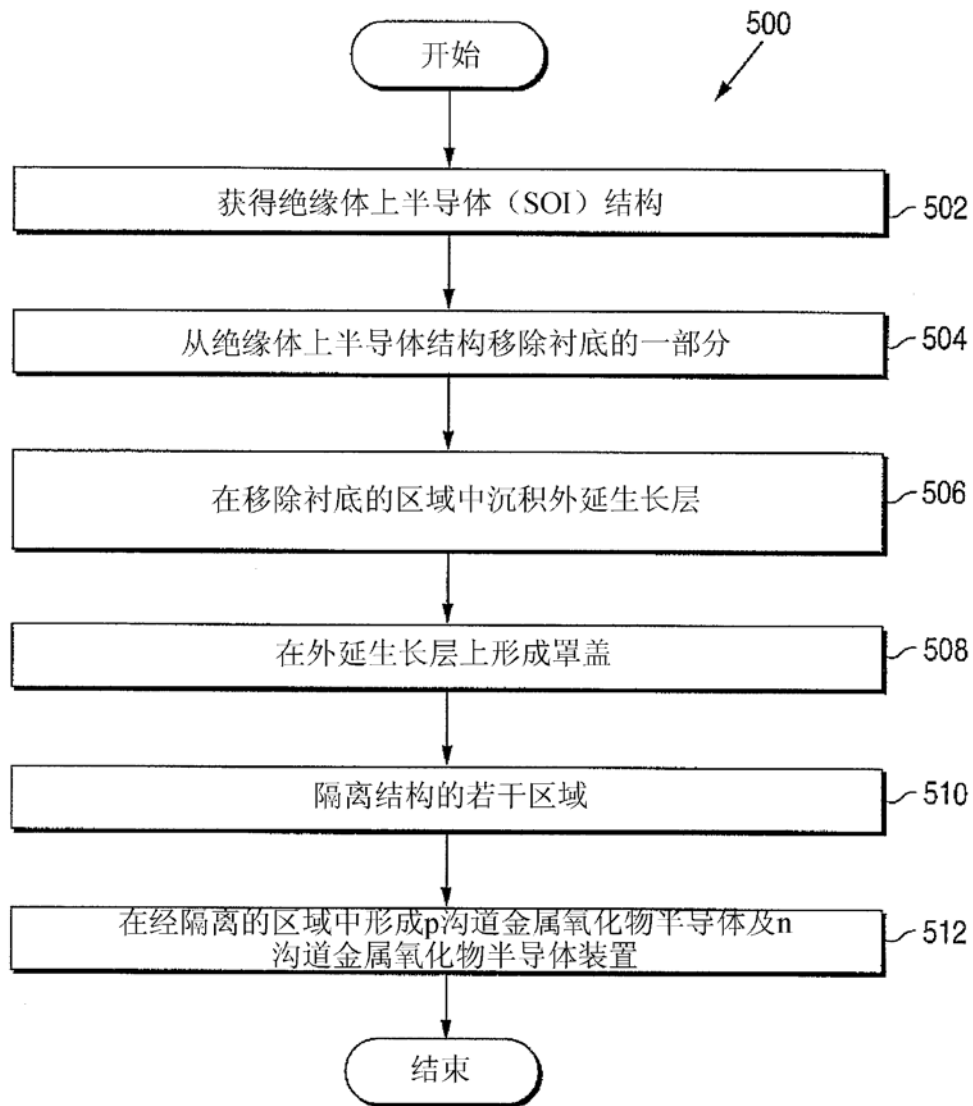 500
开始
获得绝缘体上半导体（SOI）结构
502
从绝缘体上半导体结构移除衬底的一部分
504
在移除衬底的区域中沉积外延生长层
506
在外延生长层上形成罩盖
508
隔离结构的若干区域
510
在经隔离的区域中形成p沟道金属氧化物半导体及n
沟道金属氧化物半导体装置
512
结束